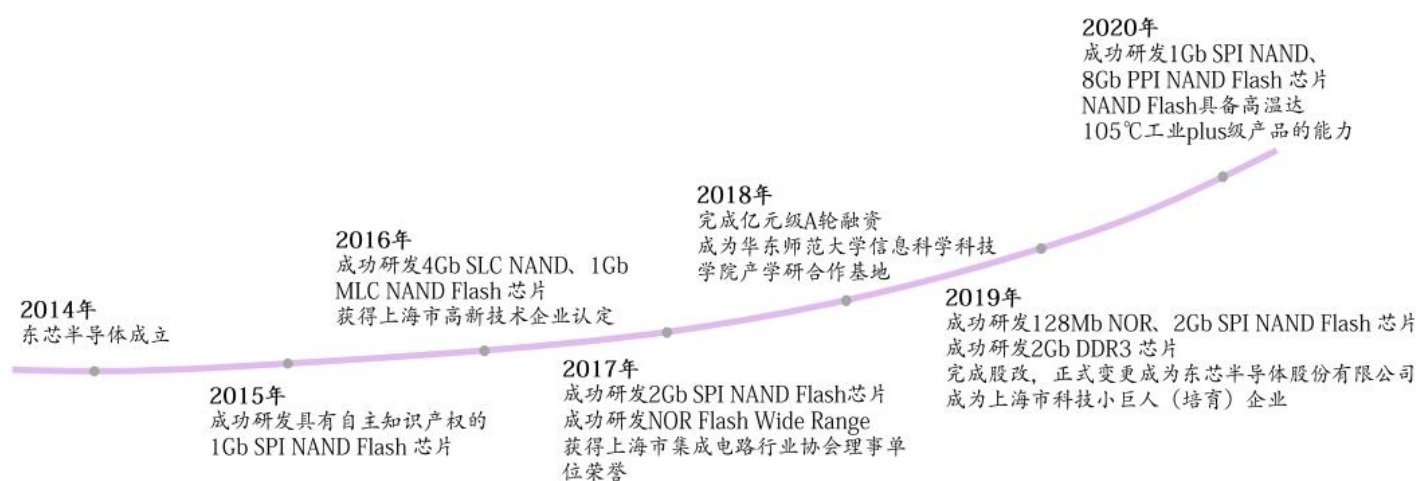 2014年
东芯半导体成立
2015年
成功研发具有自主知识产权的
1Gb SPI NAND Flash 芯片
2016年
成功研发4Gb SLC NAND、1Gb
MLC NAND Flash 芯片
获得上海市高新技术企业认定
2017年
成功研发2Gb SPI NAND Flash芯片
成功研发NOR Flash Wide Range
获得上海市集成电路行业协会理事单
位荣誉
2018年
完成亿元级A轮融资
成为华东师范大学信息科学科技
学院产学研合作基地
2019年
成功研发128Mb NOR、2Gb SPI NAND Flash 芯片
成功研发2Gb DDR3 芯片
完成股改，正式变更成为东芯半导体股份有限公司
成为上海市科技小巨人（培育）企业
2020年
成功研发1Gb SPI NAND、
8Gb PPI NAND Flash 芯片
NAND Flash具备高温达
105℃工业plus级产品的能力